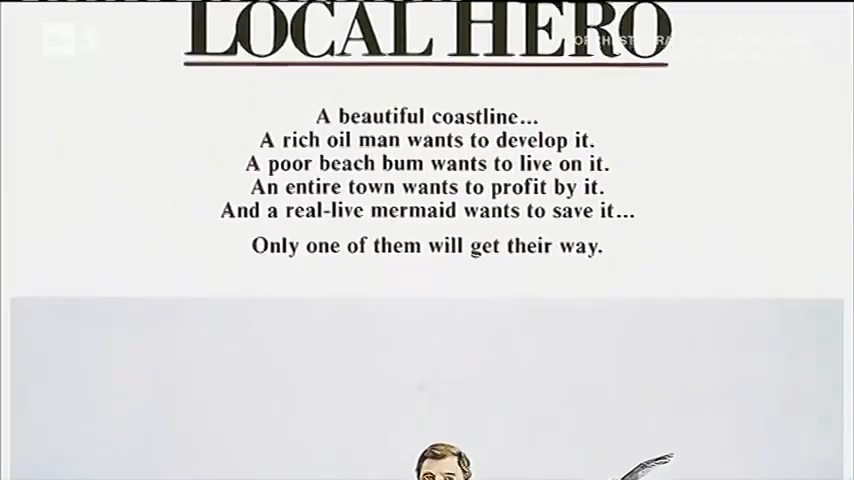 LOCAL HERO
A beautiful coastline...
A rich oil man wants to develop it.
A poor beach bum wants to live on it.
An entire town wants to profit by it.
And a real-live mermaid wants to save it...
Only one of them will get their way.